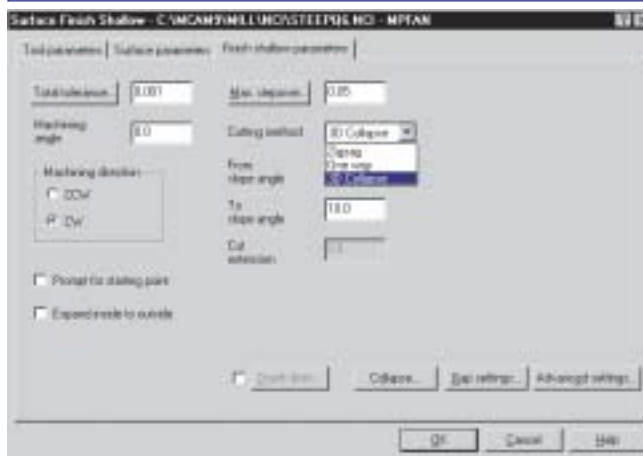 Surface Finish Shallow - C:\MCAM9\MILL\NCI\STEEPQ6.NCI - MPFAN
Tool parameters | Surface parameters | Finish shallow parameters
Total tolerance... 0.001
Max. stepover... 0.05
Machining angle 0.0
Cutting method 3D Collapse
Zigzag
One way
3D Collapse
Machining direction
CCW
CW
From slope angle
To slope angle 10.0
Cut extension
Prompt for starting point
Expand inside to outside
Depth limits...
Collapse...
Gap settings...
Advanced settings...
OK
Cancel
Help